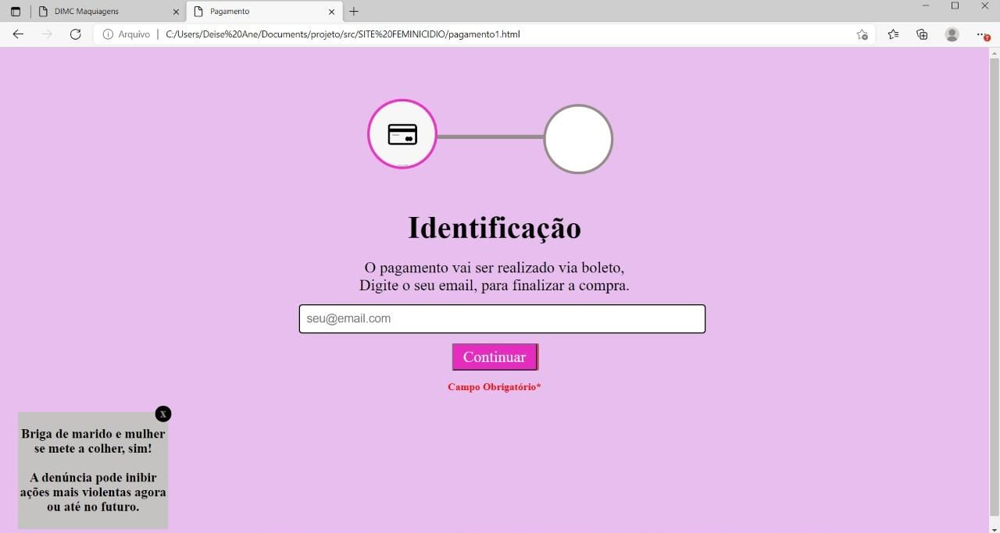 DIMC Maquiagens
Pagamento
Arquivo | C:/Users/Deise%20Ane/Documents/projeto/src/SITE%20FEMINICIDIO/pagamento1.html
Identificação
O pagamento vai ser realizado via boleto,
Digite o seu email, para finalizar a compra.
seu@email.com
Continuar
Campo Obrigatório*
X
Briga de marido e mulher
se mete a colher, sim!
A denúncia pode inibir
ações mais violentas agora
ou até no futuro.